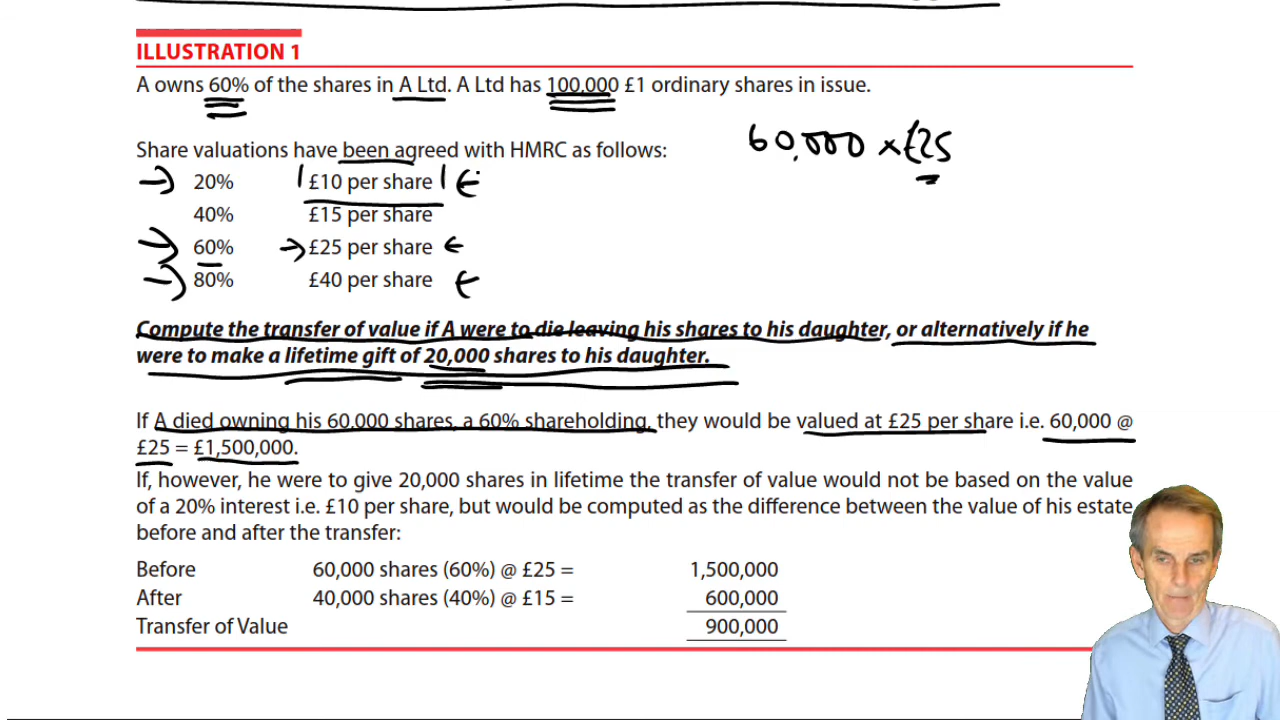 ILLUSTRATION 1
A owns 60% of the shares in A Ltd. A Ltd has 100,000 £1 ordinary shares in issue.
60,000 × £25
Share valuations have been agreed with HMRC as follows:
20% £10 per share
40% £15 per share
60% £25 per share
80% £40 per share
Compute the transfer of value if A were to die leaving his shares to his daughter, or alternatively if he
were to make a lifetime gift of 20,000 shares to his daughter.
If A died owning his 60,000 shares, a 60% shareholding, they would be valued at £25 per share i.e. 60,000 @
£25 = £1,500,000.
If, however, he were to give 20,000 shares in lifetime the transfer of value would not be based on the value
of a 20% interest i.e. £10 per share, but would be computed as the difference between the value of his estate
before and after the transfer:
Before 60,000 shares (60%) @ £25 = 1,500,000
After 40,000 shares (40%) @ £15 = 600,000
Transfer of Value 900,000